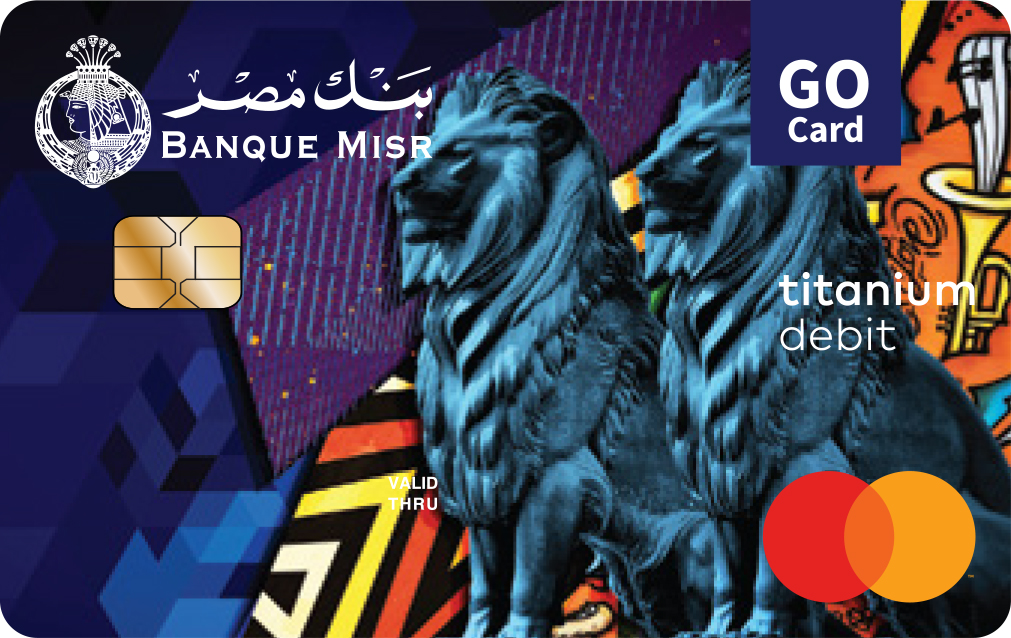 بنك مصر
BANQUE MISR
GO
Card
titanium
debit
VALID
THRU